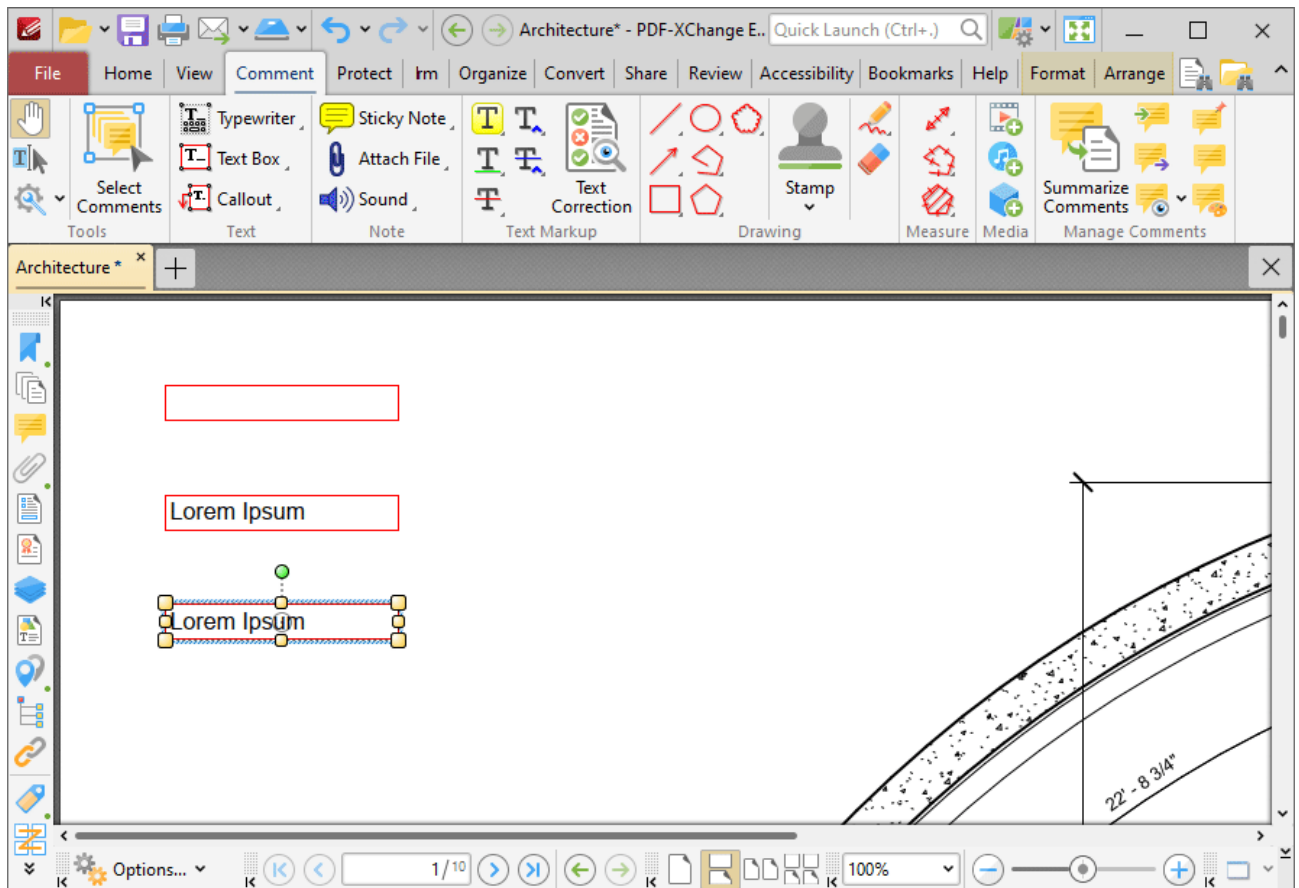 Architecture* - PDF-XChange E..
Quick Launch (Ctrl+.)
File Home View Comment Protect Irm Organize Convert Share Review Accessibility Bookmarks Help Format Arrange
Select Comments
Tools
Typewriter
Text Box
Callout
Text
Sticky Note
Attach File
Sound
Note
Text Correction
Text Markup
Drawing
Stamp
Measure
Media
Summarize Comments
Manage Comments
Architecture *
Lorem Ipsum
Lorem Ipsum
22' - 8 3/4"
Options...
1/10
100%